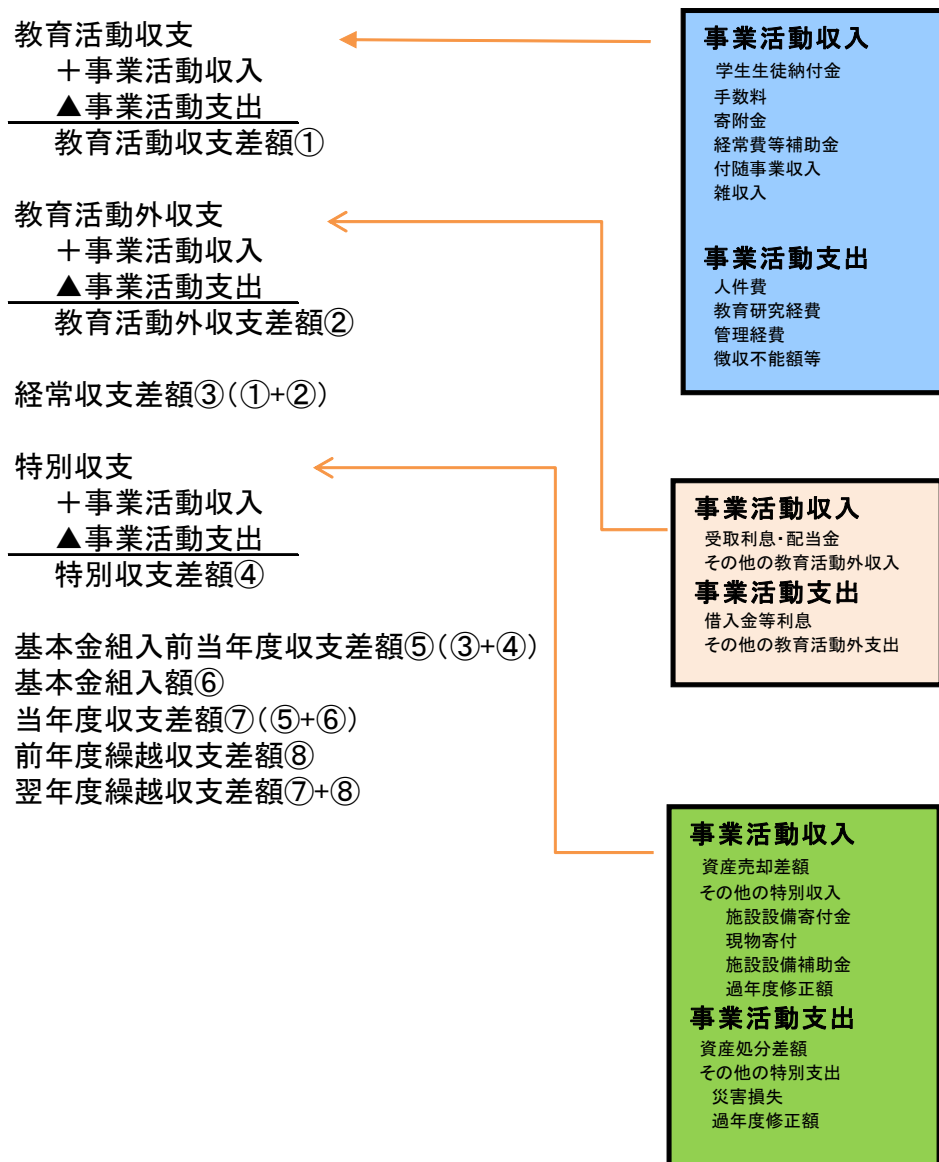 教育活動収支
＋事業活動収入
▲事業活動支出
教育活動収支差額①
教育活動外収支
＋事業活動収入
▲事業活動支出
教育活動外収支差額②
経常収支差額③(①+②)
特別収支
＋事業活動収入
▲事業活動支出
特別収支差額④
基本金組入前当年度収支差額⑤(③+④)
基本金組入額⑥
当年度収支差額⑦(⑤+⑥)
前年度繰越収支差額⑧
翌年度繰越収支差額⑦+⑧
事業活動収入
学生生徒納付金
手数料
寄附金
経常費等補助金
付随事業収入
雑収入
事業活動支出
人件費
教育研究経費
管理経費
徴収不能額等
事業活動収入
受取利息・配当金
その他の教育活動外収入
事業活動支出
借入金等利息
その他の教育活動外支出
事業活動収入
資産売却差額
その他の特別収入
施設設備寄付金
現物寄付
施設設備補助金
過年度修正額
事業活動支出
資産処分差額
その他の特別支出
災害損失
過年度修正額